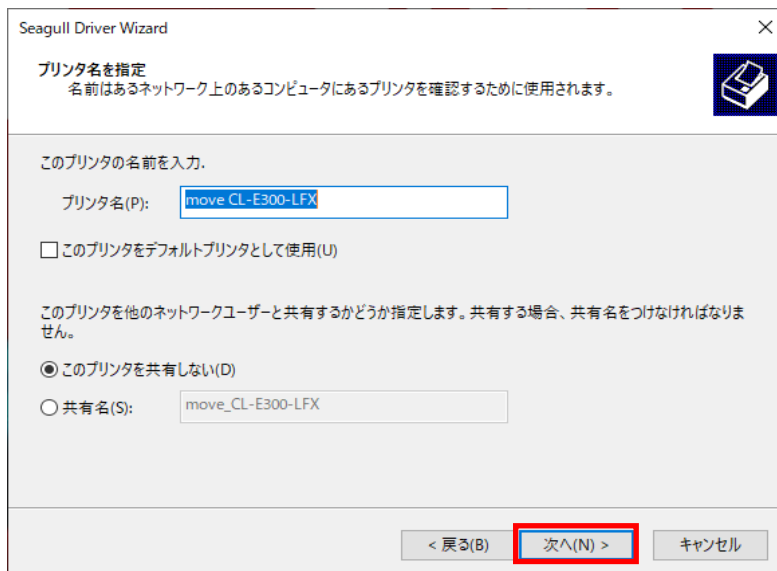 Seagull Driver Wizard
プリンタ名を指定
名前はあるネットワーク上のあるコンピュータにあるプリンタを確認するために使用されます。
このプリンタの名前を入力.
プリンタ名(P): move CL-E300-LFX
このプリンタをデフォルトプリンタとして使用(U)
このプリンタを他のネットワークユーザーと共有するかどうか指定します。共有する場合、共有名をつけなければなりま
せん。
このプリンタを共有しない(D)
共有名(S): move_CL-E300-LFX
< 戻る(B) 次へ(N) > キャンセル